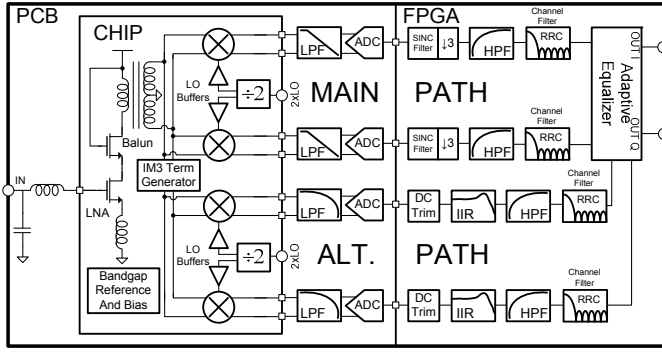 PCB
CHIP
FPGA
LPF
ADC
SINC
Filter
↓3
HPF
Channel
Filter
RRC
OUT I
LO
Buffers
÷2
2xLO
MAIN
PATH
Adaptive
Equalizer
OUT Q
Balun
LPF
ADC
SINC
Filter
↓3
HPF
Channel
Filter
RRC
IM3 Term
Generator
IN
LNA
LPF
ADC
DC
Trim
IIR
HPF
Channel
Filter
RRC
LO
Buffers
÷2
2xLO
ALT.
PATH
Bandgap
Reference
And Bias
LPF
ADC
DC
Trim
IIR
HPF
Channel
Filter
RRC